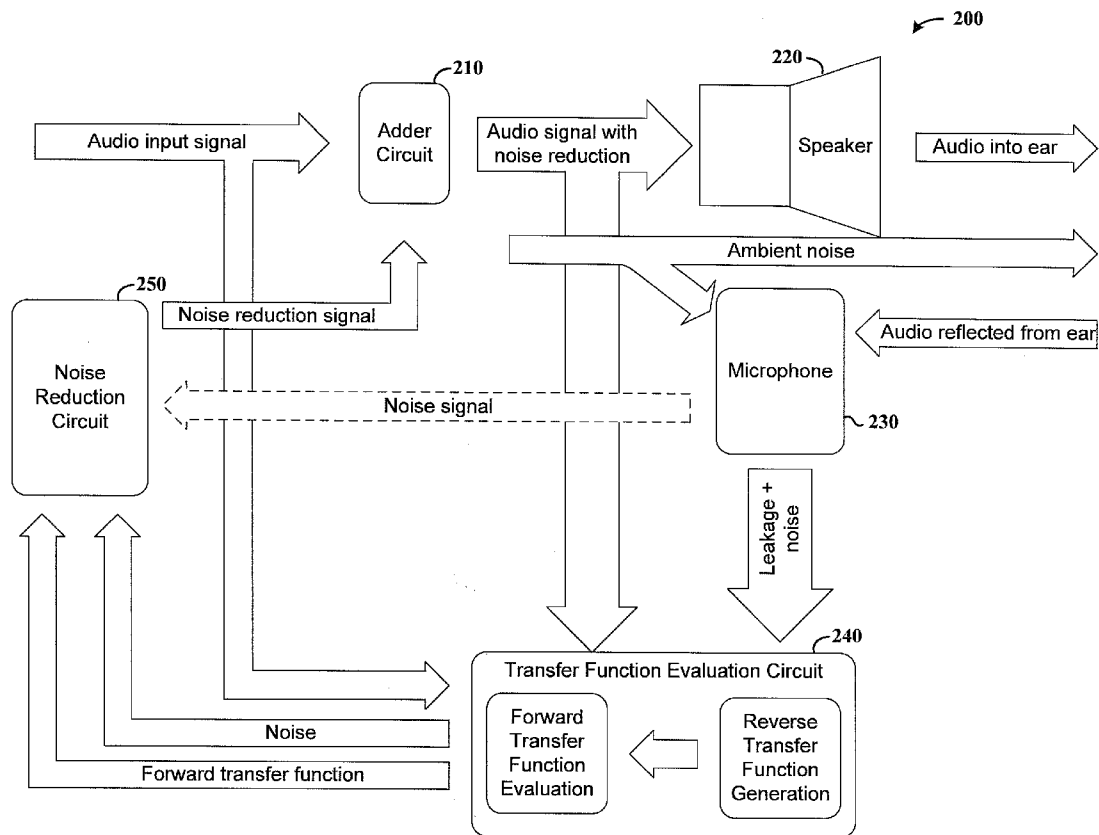 200
210
220
Audio input signal
Adder
Circuit
Audio signal with
noise reduction
Speaker
Audio into ear
Ambient noise
250
Noise reduction signal
Audio reflected from ear
Noise
Reduction
Circuit
Microphone
Noise signal
230
Leakage +
noise
240
Transfer Function Evaluation Circuit
Forward
Transfer
Function
Evaluation
Reverse
Transfer
Function
Generation
Noise
Forward transfer function